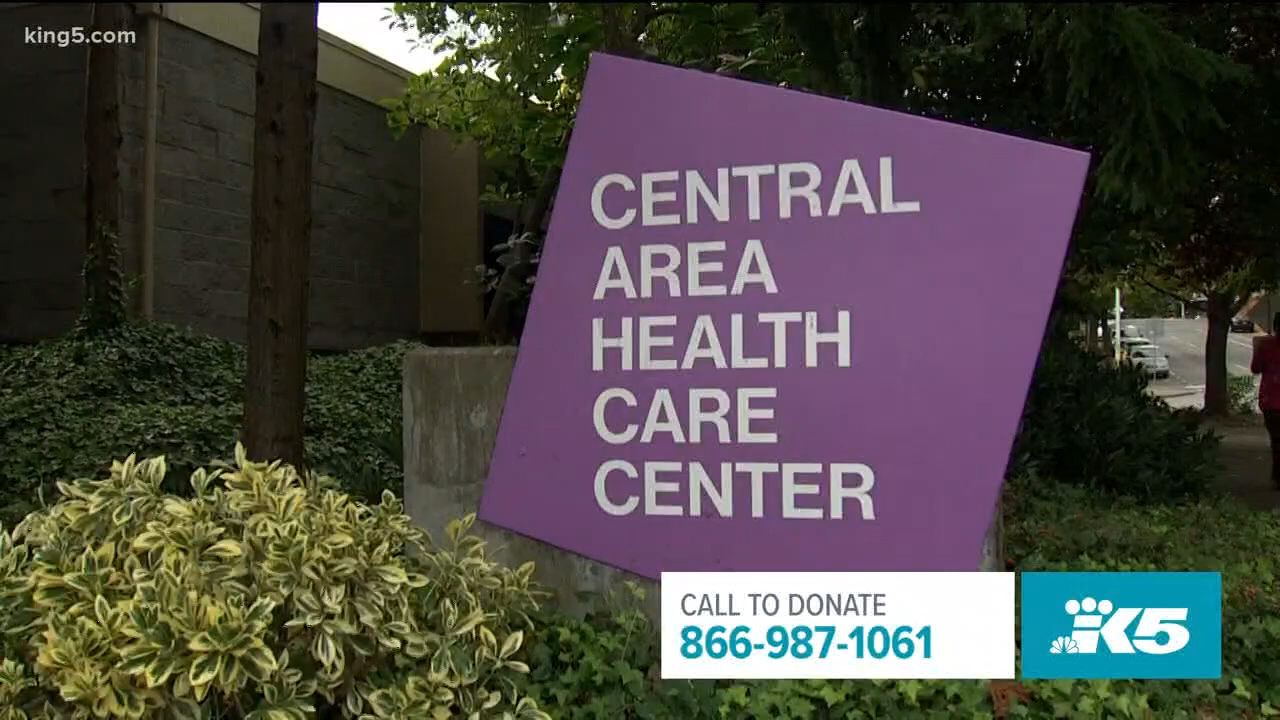 king5.com
CENTRAL
AREA
HEALTH
CARE
CENTER
CALL TO DONATE
866-987-1061
K5